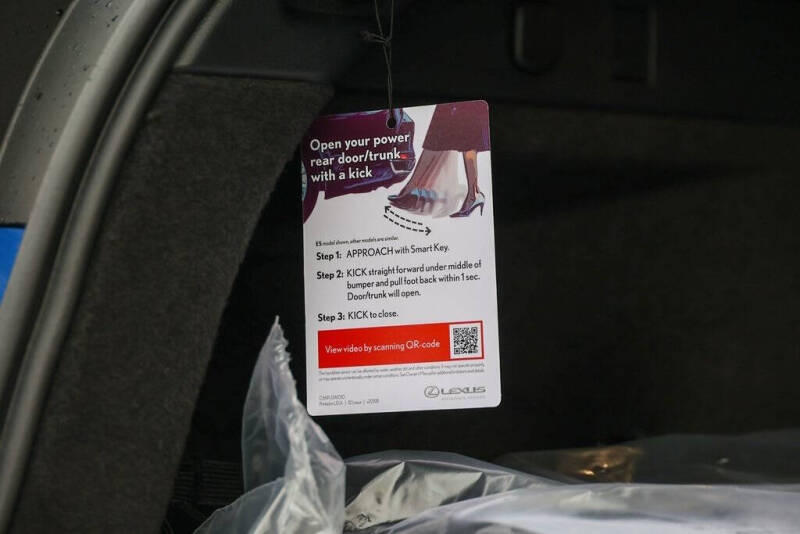 Open your power
rear door/trunk
with a kick
ES model shown, other models are similar.
Step 1: APPROACH with Smart Key.
Step 2: KICK straight forward under middle of
bumper and pull foot back within 1 sec.
Door/trunk will open.
Step 3: KICK to close.
View video by scanning QR-code
LEXUS